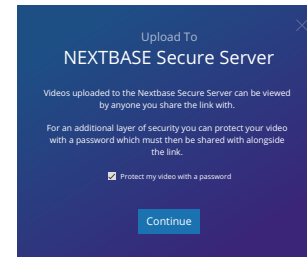 Upload To
NEXTBASE Secure Server
Videos uploaded to the Nextbase Secure Server can be viewed
by anyone you share the link with.
For an additional layer of security you can protect your video
with a password which must then be shared with alongside
the link.
Protect my video with a password
Continue